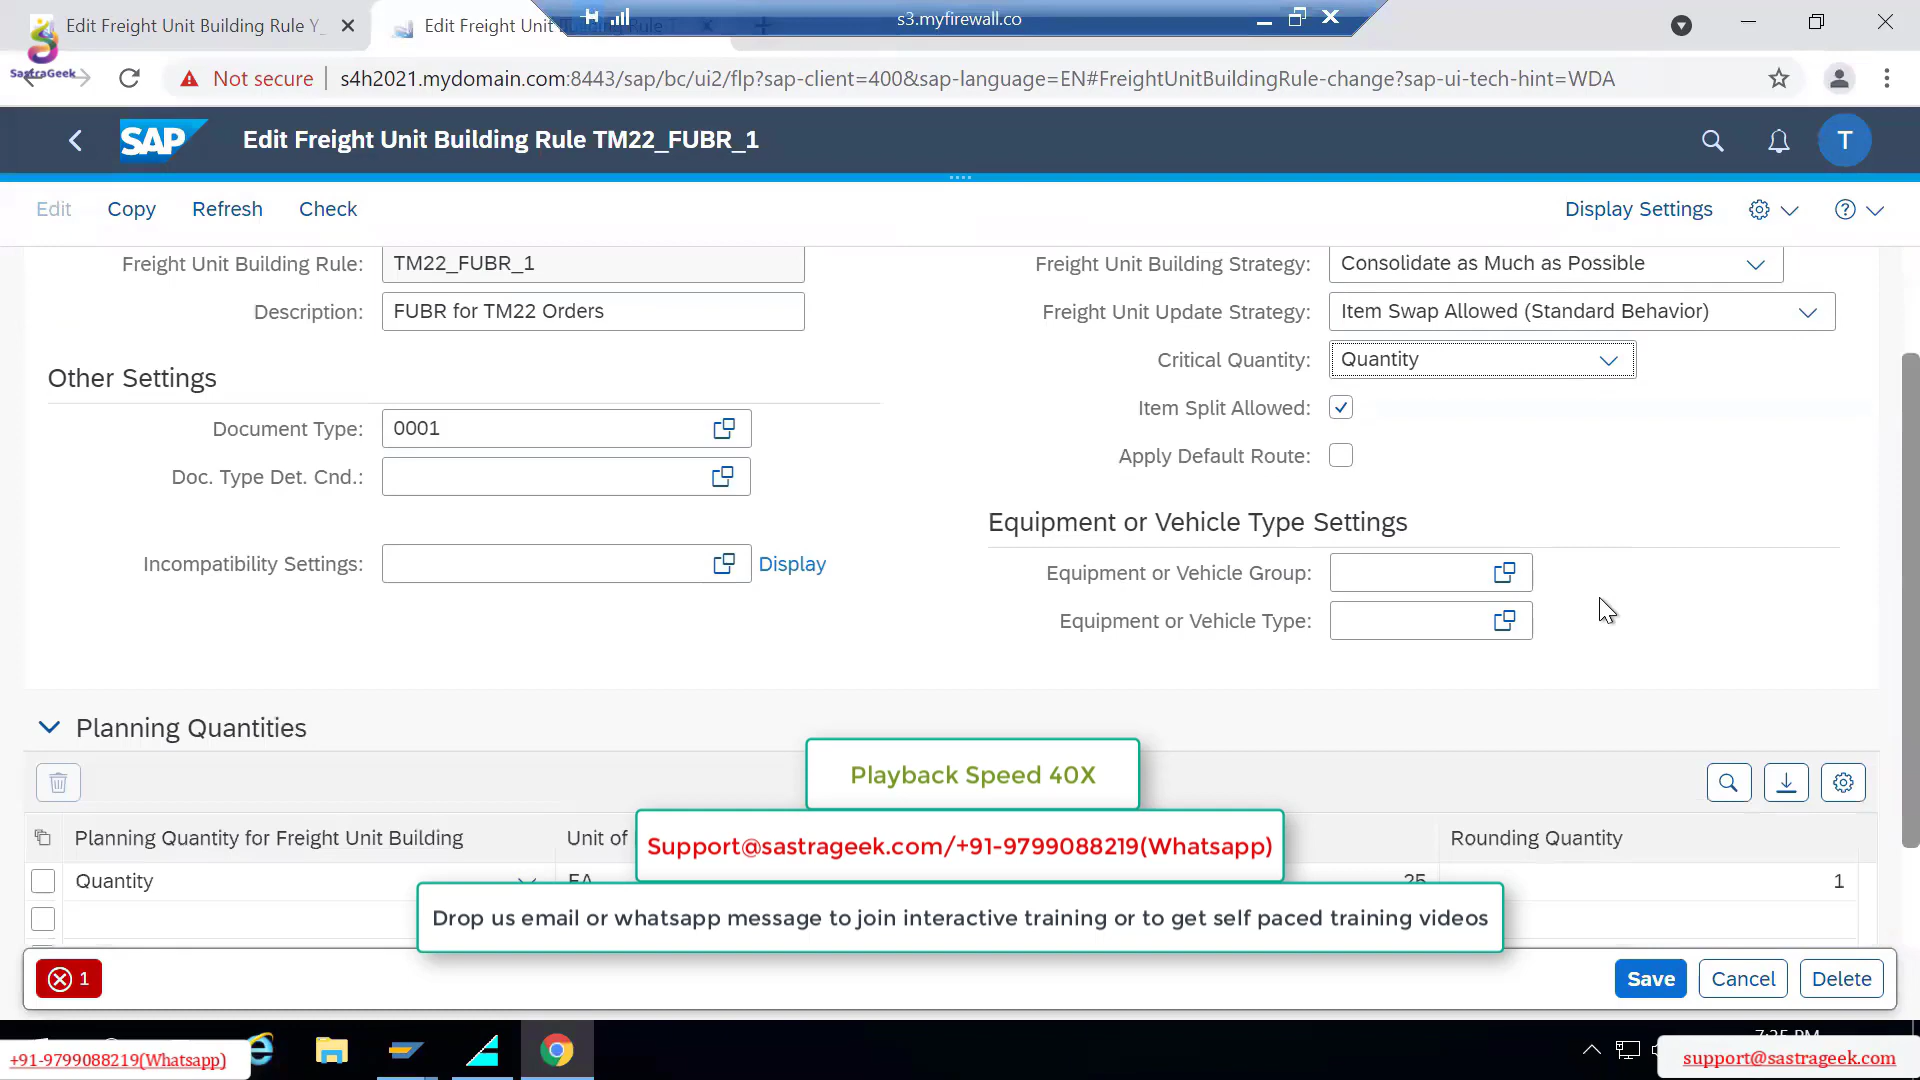 Edit Freight Unit Building Rule Y_
Edit Freight Unit Building Rule T
s3.myfirewall.co
SastraGeek
Not secure
s4h2021.mydomain.com:8443/sap/bc/ui2/flp?sap-client=400&sap-language=EN#FreightUnitBuildingRule-change?sap-ui-tech-hint=WDA
SAP
Edit Freight Unit Building Rule TM22_FUBR_1
T
Edit
Copy
Refresh
Check
Display Settings
Freight Unit Building Rule:
TM22_FUBR_1
Freight Unit Building Strategy:
Consolidate as Much as Possible
Description:
FUBR for TM22 Orders
Freight Unit Update Strategy:
Item Swap Allowed (Standard Behavior)
Critical Quantity:
Quantity
Other Settings
Item Split Allowed:
Document Type:
0001
Apply Default Route:
Doc. Type Det. Cnd.:
Equipment or Vehicle Type Settings
Incompatibility Settings:
Display
Equipment or Vehicle Group:
Equipment or Vehicle Type:
Planning Quantities
Playback Speed 40X
Planning Quantity for Freight Unit Building
Unit of
Rounding Quantity
Support@sastrageek.com/+91-9799088219(Whatsapp)
Quantity
EA
25
1
Drop us email or whatsapp message to join interactive training or to get self paced training videos
1
Save
Cancel
Delete
7:25 PM
+91-9799088219(Whatsapp)
support@sastrageek.com